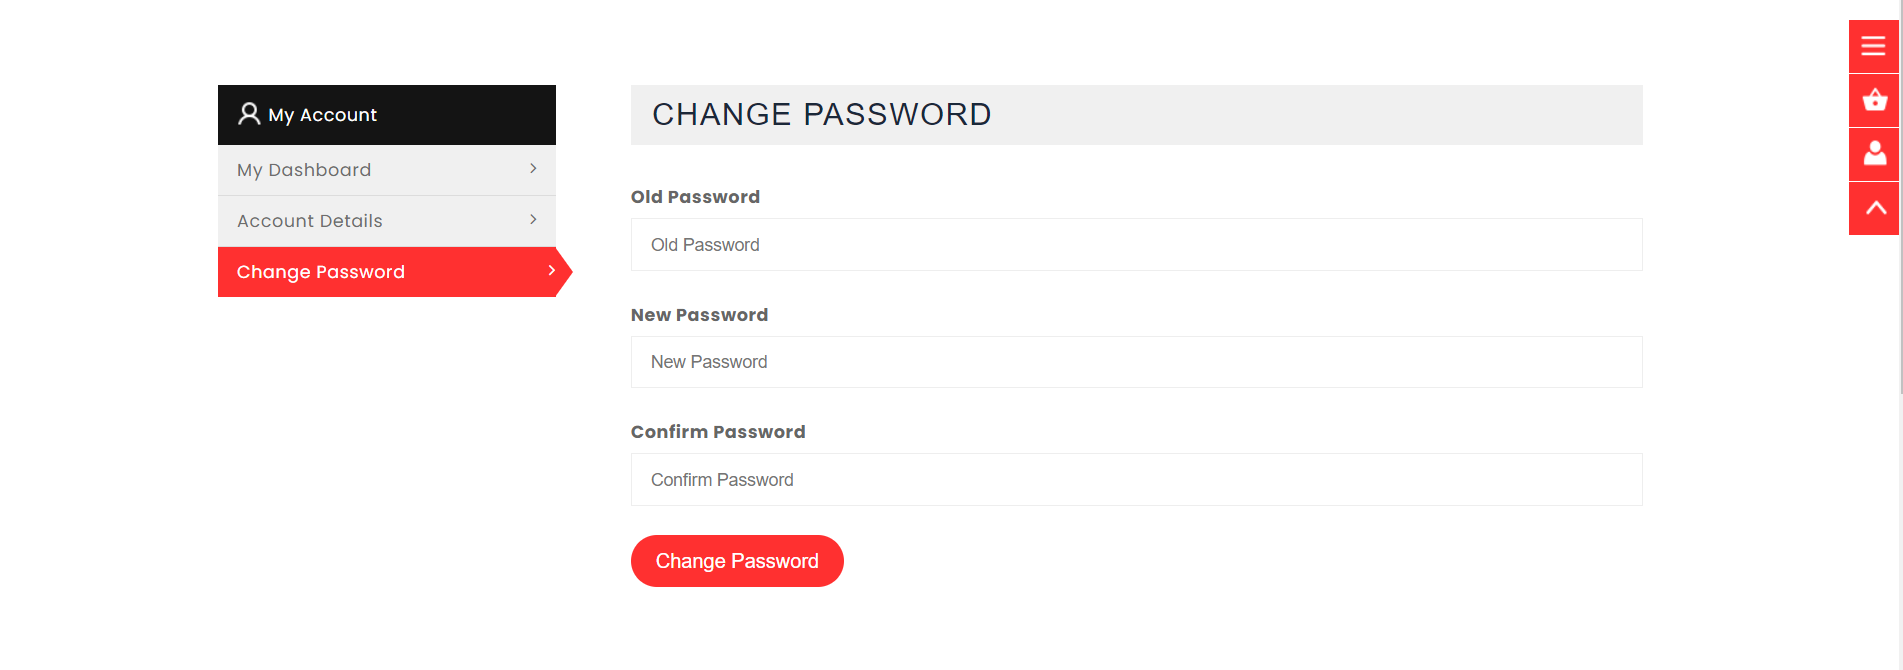 My Account
My Dashboard
Account Details
Change Password
CHANGE PASSWORD
Old Password
Old Password
New Password
New Password
Confirm Password
Confirm Password
Change Password